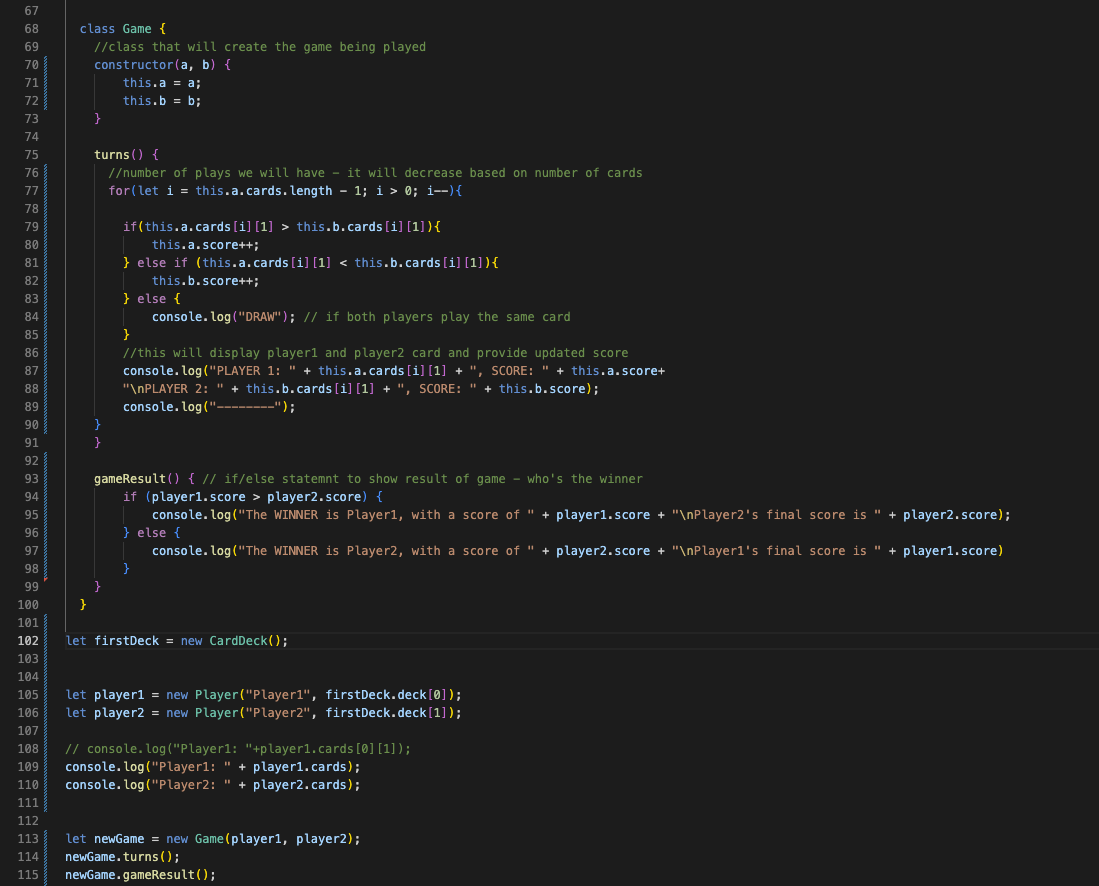 67
68 class Game {
69 //class that will create the game being played
70 constructor(a, b) {
71 this.a = a;
72 this.b = b;
73 }
74
75 turns() {
76 //number of plays we will have – it will decrease based on number of cards
77 for(let i = this.a.cards.length - 1; i > 0; i--){
78
79 if(this.a.cards[i][1] > this.b.cards[i][1]){
80 this.a.score++;
81 } else if (this.a.cards[i][1] < this.b.cards[i][1]){
82 this.b.score++;
83 } else {
84 console.log("DRAW"); // if both players play the same card
85 }
86 //this will display player1 and player2 card and provide updated score
87 console.log("PLAYER 1: " + this.a.cards[i][1] + ", SCORE: " + this.a.score+
88 "\nPLAYER 2: " + this.b.cards[i][1] + ", SCORE: " + this.b.score);
89 console.log("--------");
90 }
91 }
92
93 gameResult() { // if/else statemnt to show result of game – who's the winner
94 if (player1.score > player2.score) {
95 console.log("The WINNER is Player1, with a score of " + player1.score + "\nPlayer2's final score is " + player2.score);
96 } else {
97 console.log("The WINNER is Player2, with a score of " + player2.score + "\nPlayer1's final score is " + player1.score)
98 }
99 }
100 }
101
102 let firstDeck = new CardDeck();
103
104
105 let player1 = new Player("Player1", firstDeck.deck[0]);
106 let player2 = new Player("Player2", firstDeck.deck[1]);
107
108 // console.log("Player1: "+player1.cards[0][1]);
109 console.log("Player1: " + player1.cards);
110 console.log("Player2: " + player2.cards);
111
112
113 let newGame = new Game(player1, player2);
114 newGame.turns();
115 newGame.gameResult();